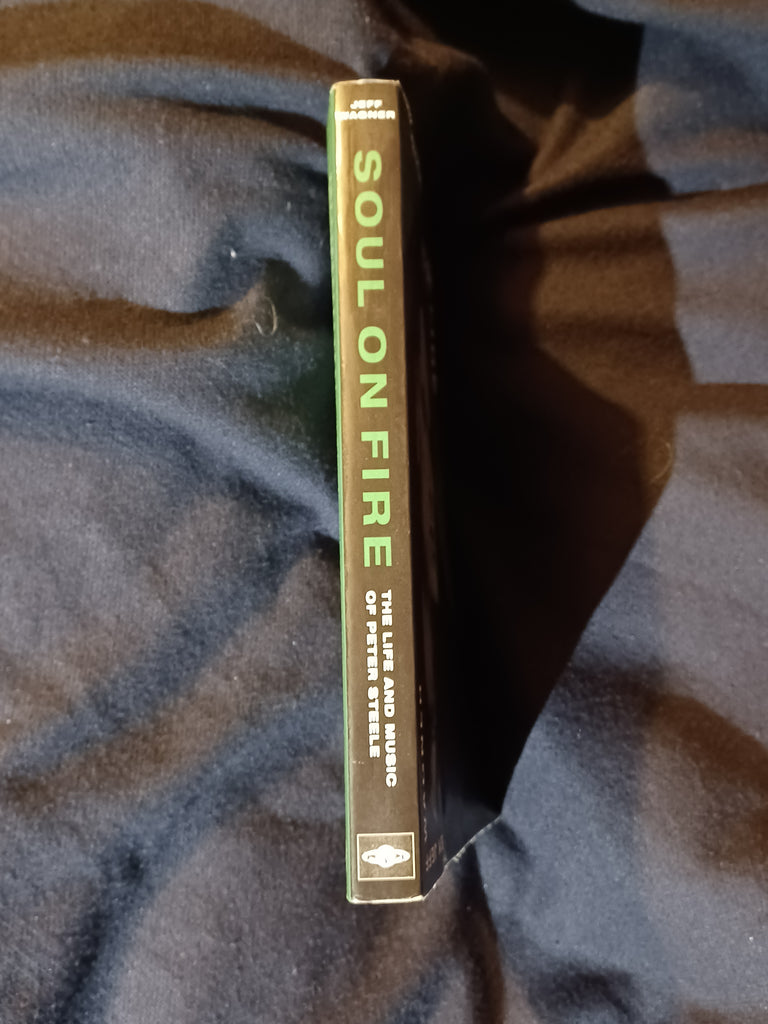 JEFF
WAGNER
SOUL ON FIRE
THE LIFE AND MUSIC
OF PETER STEELE